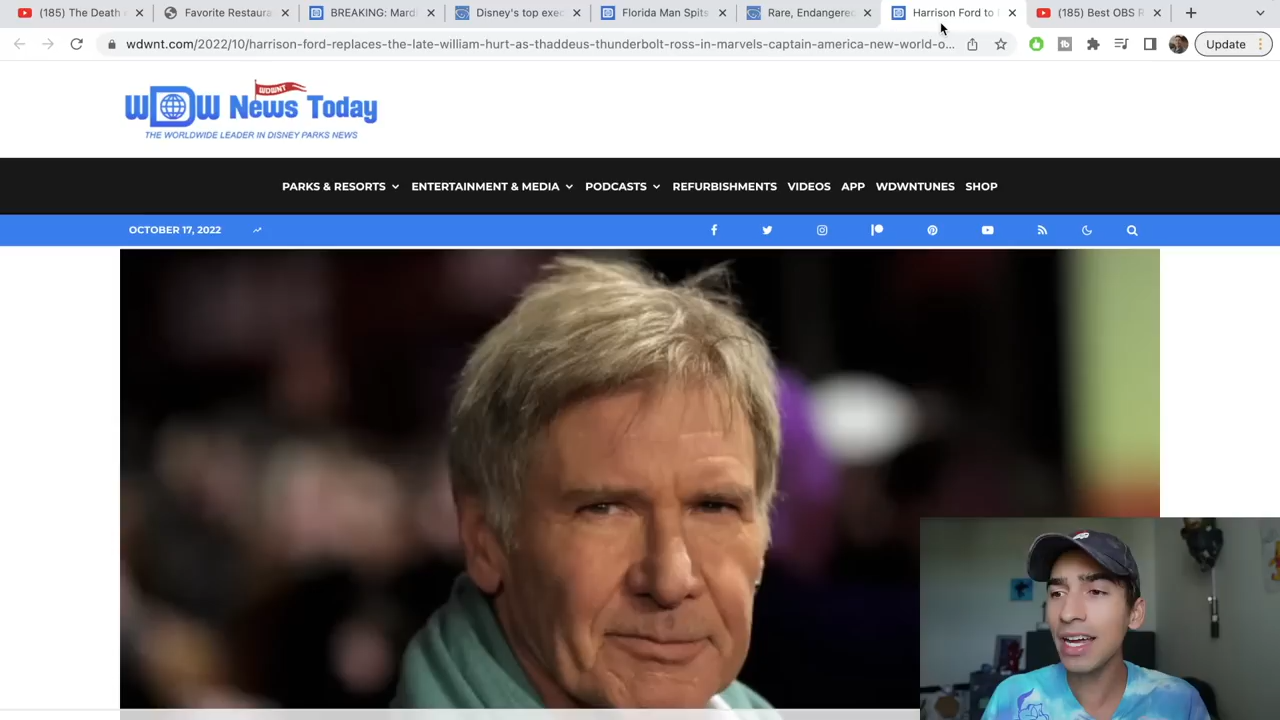 (185) The Death
Favorite Restaura
BREAKING: Mardi
Disney's top exec
Florida Man Spits
Rare, Endangered
Harrison Ford to
(185) Best OBS R
wdwnt.com/2022/10/harrison-ford-replaces-the-late-william-hurt-as-thaddeus-thunderbolt-ross-in-marvels-captain-america-new-world-o...
Update
WDWNT
WDW News Today
THE WORLDWIDE LEADER IN DISNEY PARKS NEWS
PARKS & RESORTS ENTERTAINMENT & MEDIA PODCASTS REFURBISHMENTS VIDEOS APP WDWNTUNES SHOP
OCTOBER 17, 2022